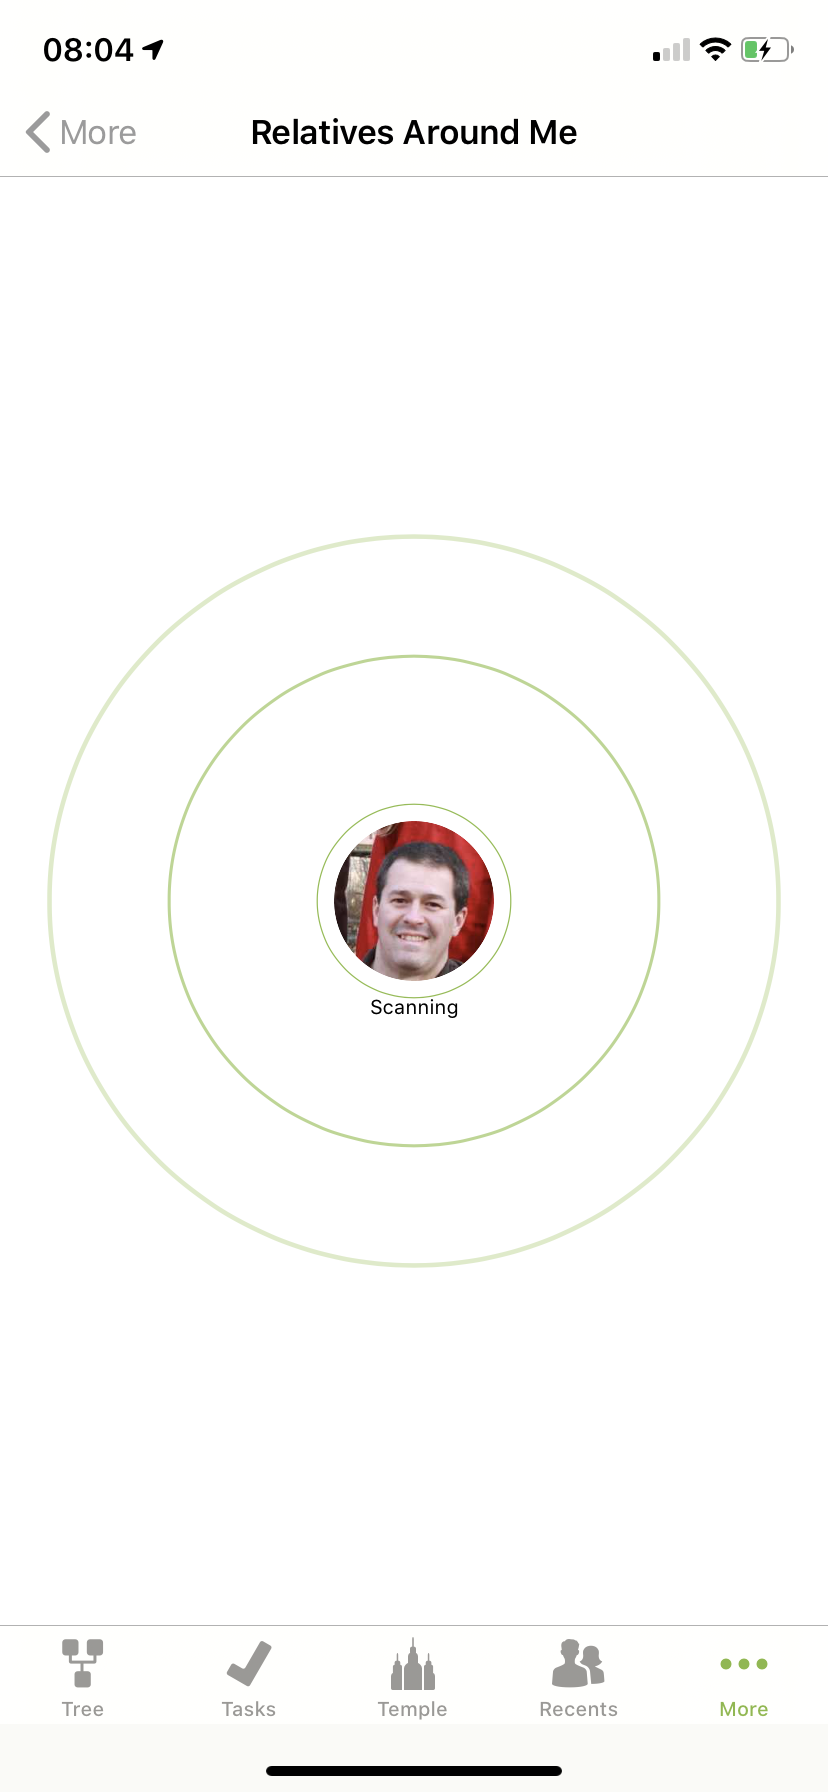 08:04
More
Relatives Around Me
Scanning
Tree
Tasks
Temple
Recents
More